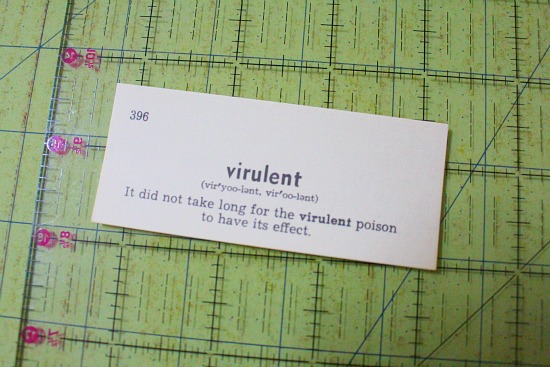 396
virulent
(vir′yoo-lənt, vir′oo-lənt)
It did not take long for the virulent poison
to have its effect.
8